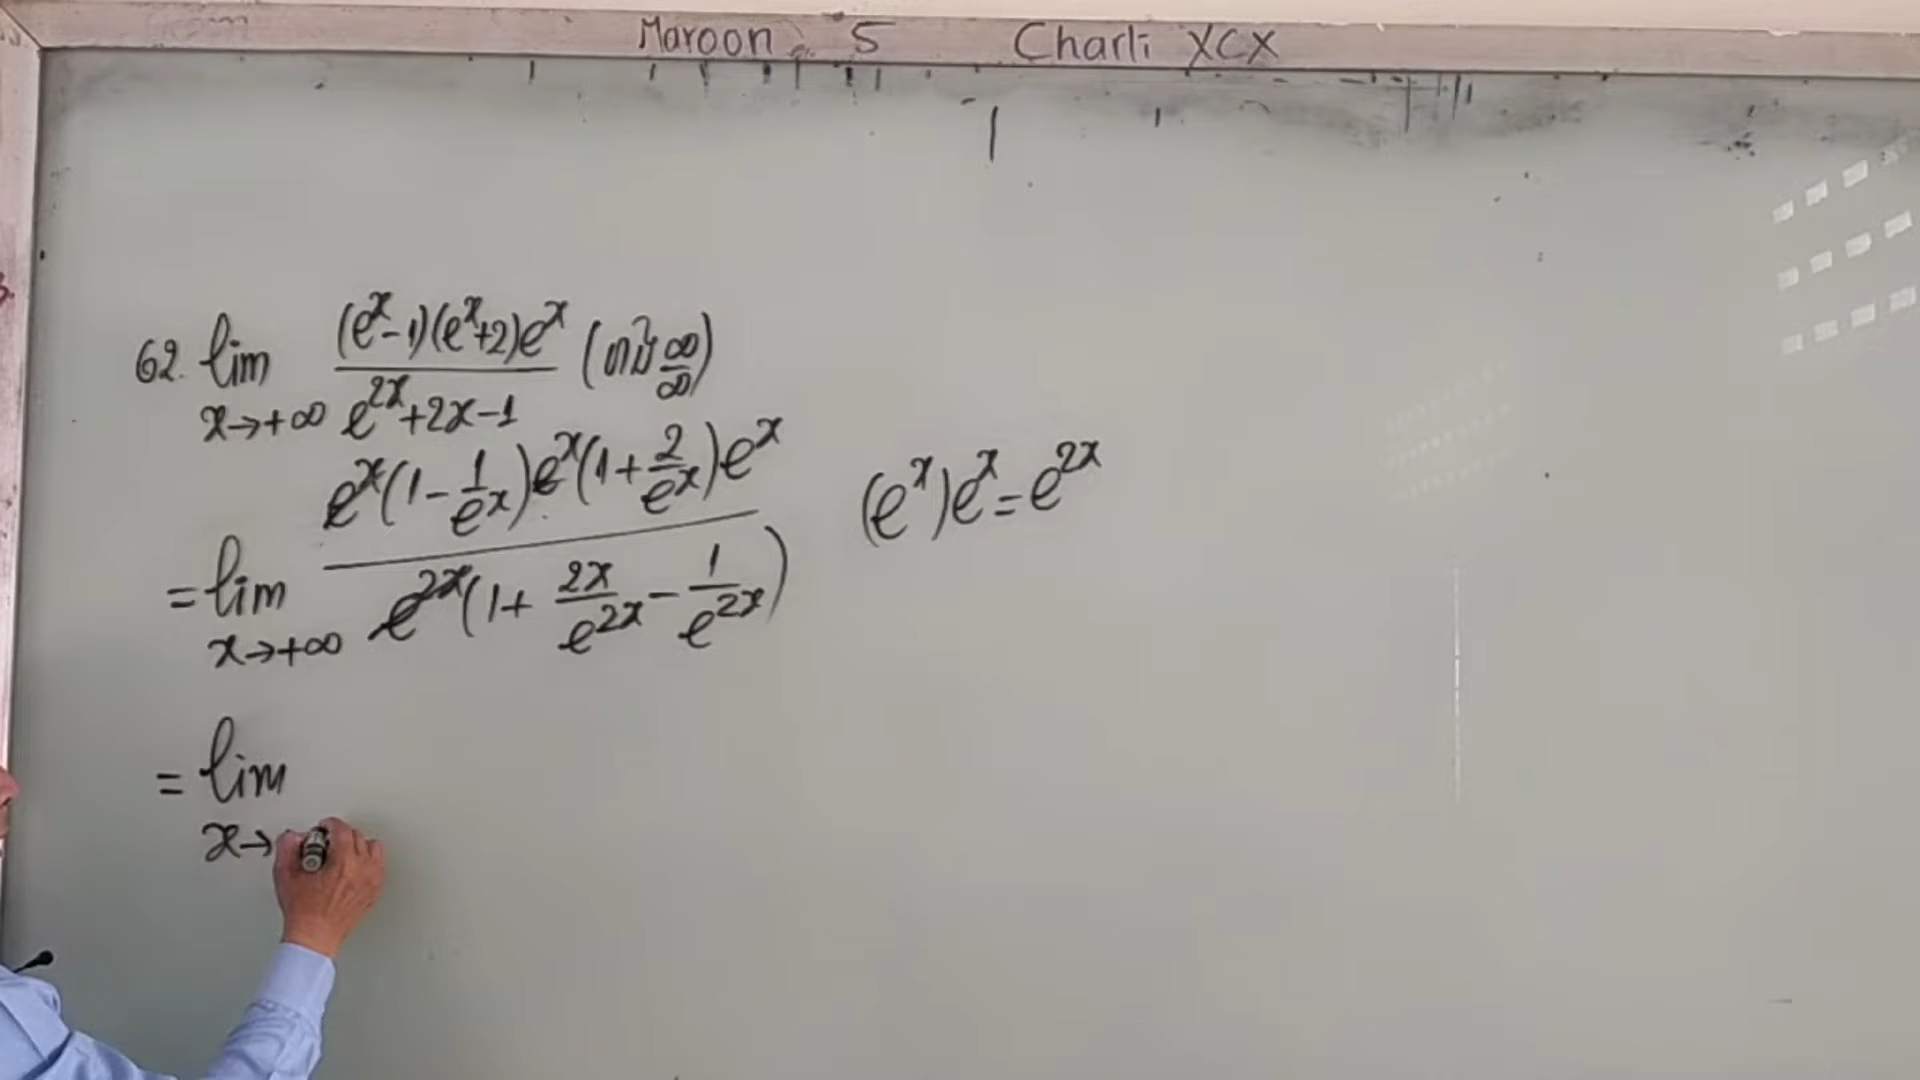 Maroon 5 Charli XCX
62. lim x→+∞ (e^x-1)(e^x+2)e^x / e^2x+2x-1 ( ∞/∞)
= lim x→+∞ e^x(1-1/e^x)e^x(1+2/e^x)e^x / e^2x(1+2x/e^2x-1/e^2x) (e^x)e^x=e^2x
= lim x→